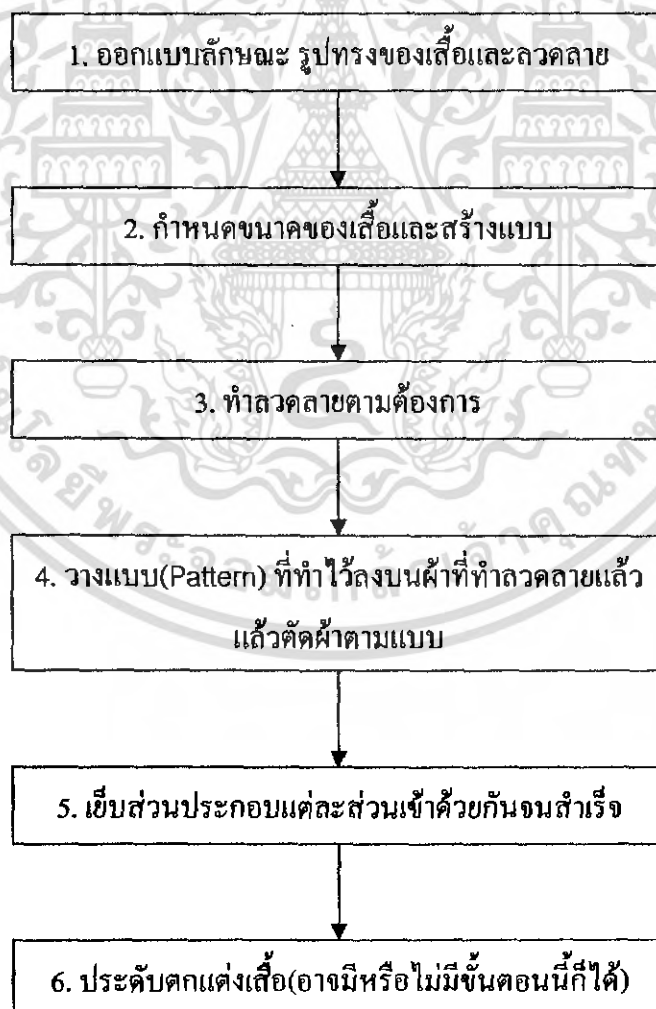 1. ออกแบบลักษณะ รูปทรงของเสื้อและลวดลาย
2. กำหนดขนาดของเสื้อและสร้างแบบ
3. ทำลวดลายตามต้องการ
4. วางแบบ(Pattern) ที่ทำไว้ลงบนผ้าที่ทำลวดลายแล้ว
แล้วตัดผ้าตามแบบ
5. เย็บส่วนประกอบแต่ละส่วนเข้าด้วยกันจนสำเร็จ
6. ประดับตกแต่งเสื้อ(อาจมีหรือไม่มีขั้นตอนนี้ก็ได้)